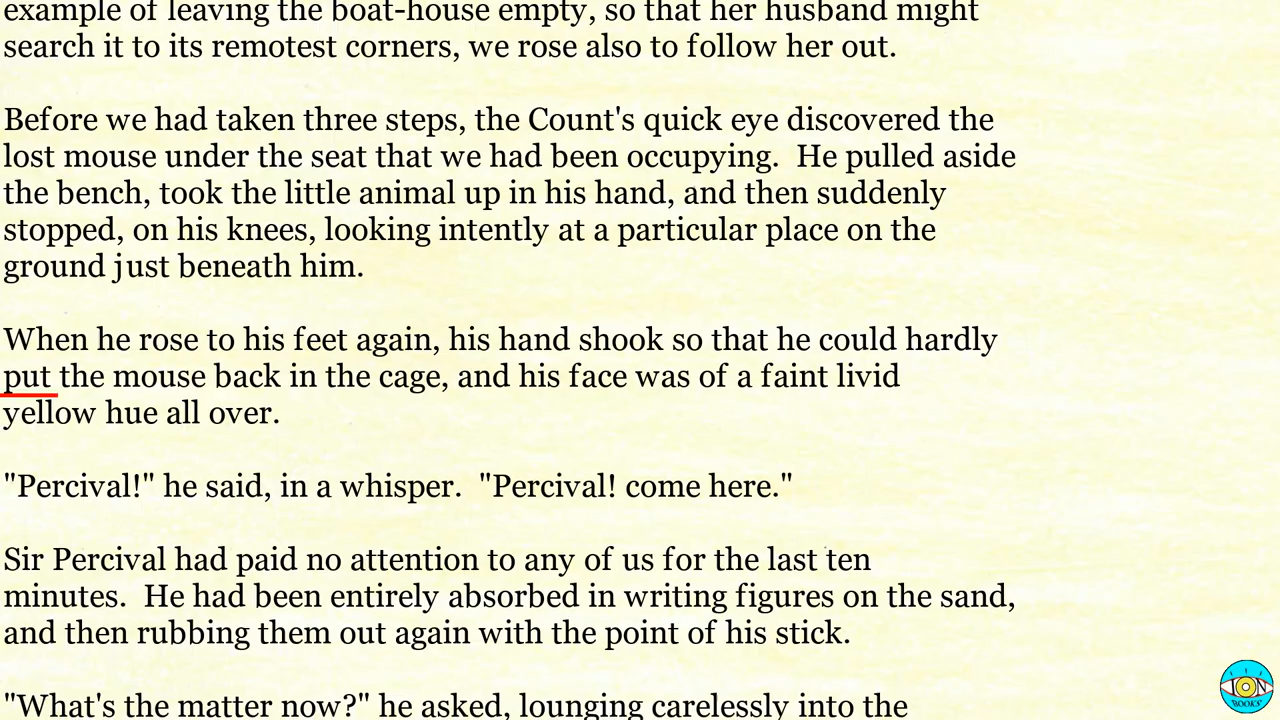 example of leaving the boat-house empty, so that her husband might
search it to its remotest corners, we rose also to follow her out.
Before we had taken three steps, the Count's quick eye discovered the
lost mouse under the seat that we had been occupying.  He pulled aside
the bench, took the little animal up in his hand, and then suddenly
stopped, on his knees, looking intently at a particular place on the
ground just beneath him.
When he rose to his feet again, his hand shook so that he could hardly
put the mouse back in the cage, and his face was of a faint livid
yellow hue all over.
"Percival!" he said, in a whisper.  "Percival! come here."
Sir Percival had paid no attention to any of us for the last ten
minutes.  He had been entirely absorbed in writing figures on the sand,
and then rubbing them out again with the point of his stick.
"What's the matter now?" he asked, lounging carelessly into the
ION
BOOKS